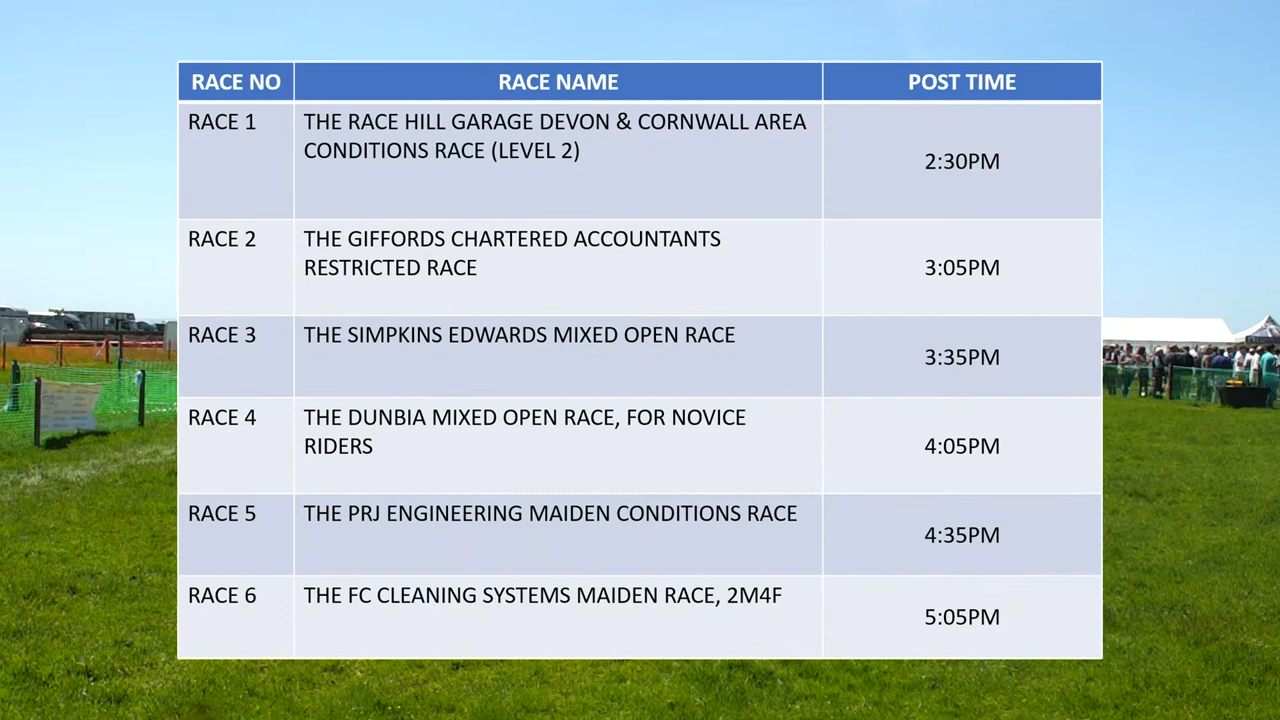 RACE NO RACE NAME POST TIME
RACE 1 THE RACE HILL GARAGE DEVON & CORNWALL AREA
CONDITIONS RACE (LEVEL 2)
2:30PM
RACE 2 THE GIFFORDS CHARTERED ACCOUNTANTS
RESTRICTED RACE
3:05PM
RACE 3 THE SIMPKINS EDWARDS MIXED OPEN RACE
3:35PM
RACE 4 THE DUNBIA MIXED OPEN RACE, FOR NOVICE
RIDERS
4:05PM
RACE 5 THE PRJ ENGINEERING MAIDEN CONDITIONS RACE
4:35PM
RACE 6 THE FC CLEANING SYSTEMS MAIDEN RACE, 2M4F
5:05PM